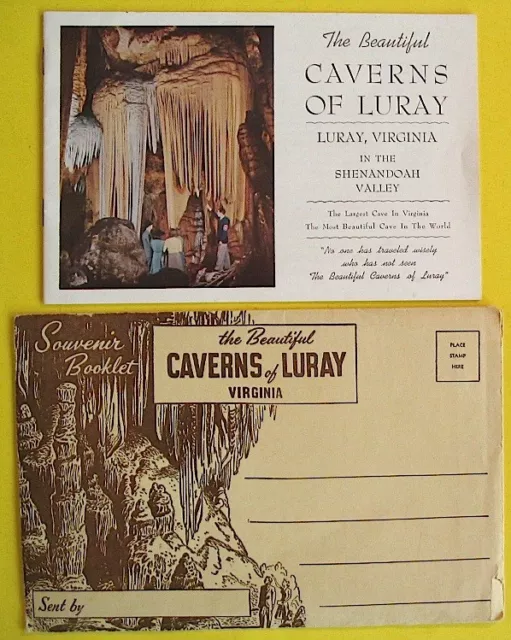 The Beautiful
CAVERNS
OF LURAY
LURAY, VIRGINIA
IN THE
SHENANDOAH
VALLEY
The Largest Cave In Virginia
The Most Beautiful Cave In The World
"No one has traveled wisely
who has not seen
The Beautiful Caverns of Luray"
Souvenir
Booklet
the Beautiful
CAVERNS of LURAY
VIRGINIA
PLACE
STAMP
HERE
Sent by